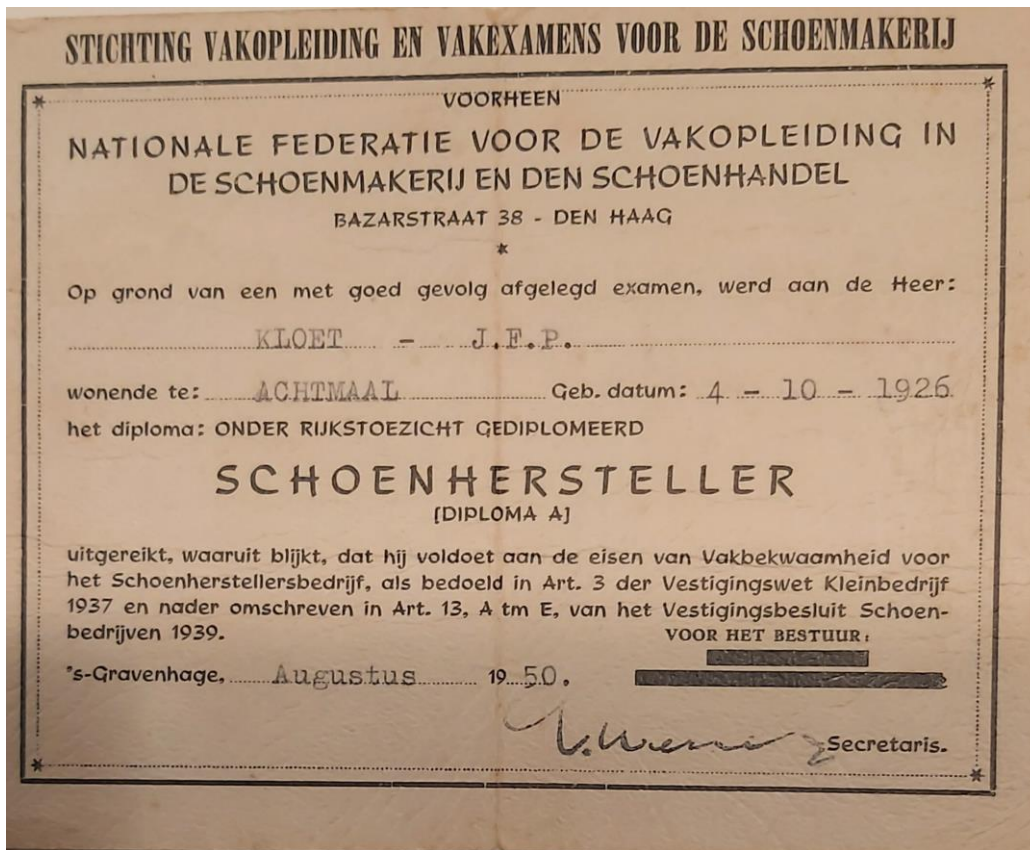 STICHTING VAKOPLEIDING EN VAKEXAMENS VOOR DE SCHOENMAKERIJ
VOORHEEN
NATIONALE FEDERATIE VOOR DE VAKOPLEIDING IN
DE SCHOENMAKERIJ EN DEN SCHOENHANDEL
BAZARSTRAAT 38 - DEN HAAG
*
Op grond van een met goed gevolg afgelegd examen, werd aan de Heer:
KLOET - J.F.P.
wonende te: ACHTMAAL Geb. datum: 4 - 10 - 1926
het diploma: ONDER RIJKSTOEZICHT GEDIPLOMEERD
SCHOENHERSTELLER
[DIPLOMA A]
uitgereikt, waaruit blijkt, dat hij voldoet aan de eisen van Vakbekwaamheid voor
het Schoenherstellersbedrijf, als bedoeld in Art. 3 der Vestigingswet Kleinbedrijf
1937 en nader omschreven in Art. 13, A tm E, van het Vestigingsbesluit Schoen-
bedrijven 1939.
VOOR HET BESTUUR:
's-Gravenhage, Augustus 1950.
Secretaris.